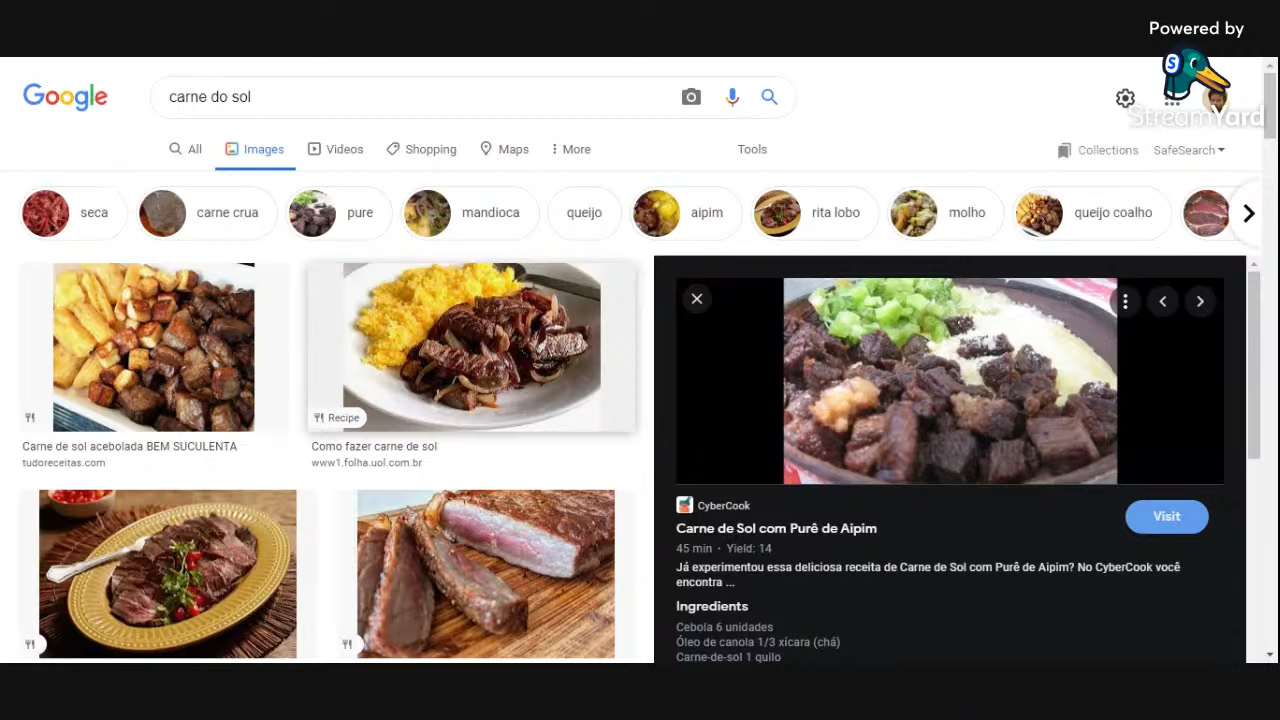 Powered by
StreamYard
Google
carne do sol
All
Images
Videos
Shopping
Maps
More
Tools
Collections
SafeSearch
seca
carne crua
pure
mandioca
queijo
aipim
rita lobo
molho
queijo coalho
Recipe
Carne de sol acebolada BEM SUCULENTA
tudoreceitas.com
Como fazer carne de sol
www1.folha.uol.com.br
CyberCook
Carne de Sol com Purê de Aipim
Visit
45 min · Yield: 14
Já experimentou essa deliciosa receita de Carne de Sol com Purê de Aipim? No CyberCook você
encontra ...
Ingredients
Cebola 6 unidades
Óleo de canola 1/3 xícara (chá)
Carne-de-sol 1 quilo